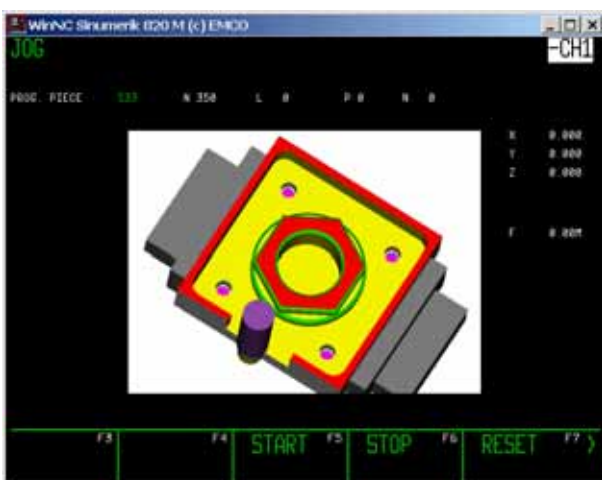 WinNC Sinumerik 820 M (c) EMCO
JOG
-CH1
PROG. PIECE 533 N 350 L 0 P 0 N 0
X 0.000
Y 0.000
Z 0.000
F 0.00M
F3 F4 START F5 STOP F6 RESET F7 >